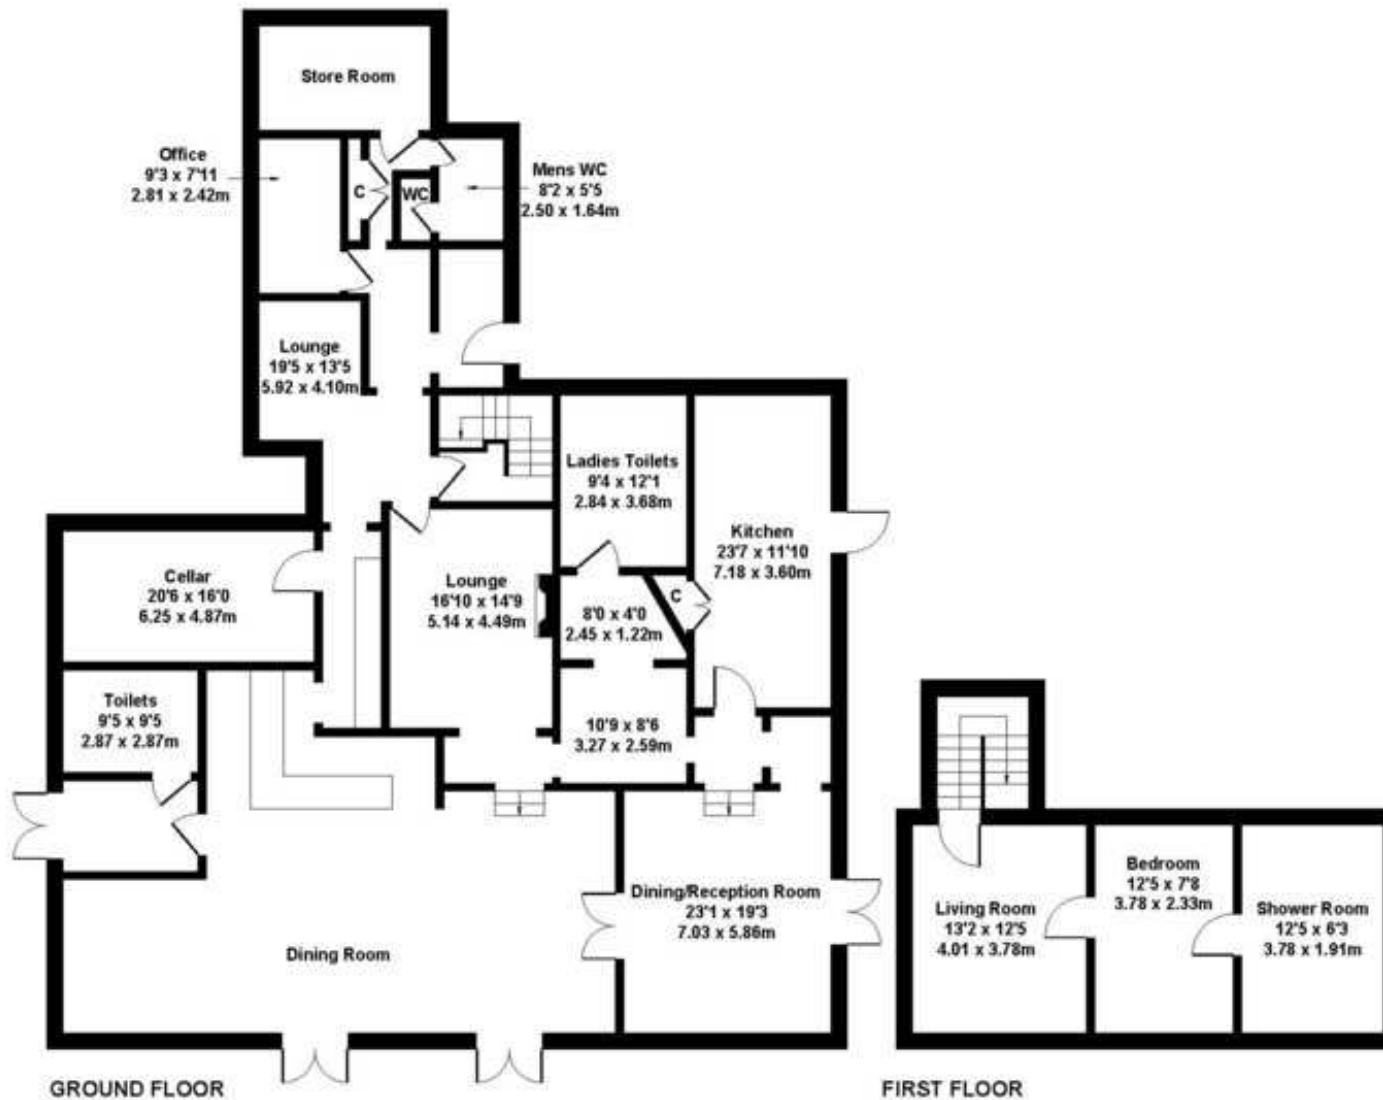 Store Room
Office
9'3 x 7'11
2.81 x 2.42m
C
WC
Mens WC
8'2 x 5'5
2.50 x 1.64m
Lounge
19'5 x 13'5
5.92 x 4.10m
Ladies Toilets
9'4 x 12'1
2.84 x 3.68m
Kitchen
23'7 x 11'10
7.18 x 3.60m
Cellar
20'6 x 16'0
6.25 x 4.87m
Lounge
16'10 x 14'9
5.14 x 4.49m
C
8'0 x 4'0
2.45 x 1.22m
Toilets
9'5 x 9'5
2.87 x 2.87m
10'9 x 8'6
3.27 x 2.59m
Dining/Reception Room
23'1 x 19'3
7.03 x 5.86m
Dining Room
Living Room
13'2 x 12'5
4.01 x 3.78m
Bedroom
12'5 x 7'8
3.78 x 2.33m
Shower Room
12'5 x 6'3
3.78 x 1.91m
GROUND FLOOR
FIRST FLOOR